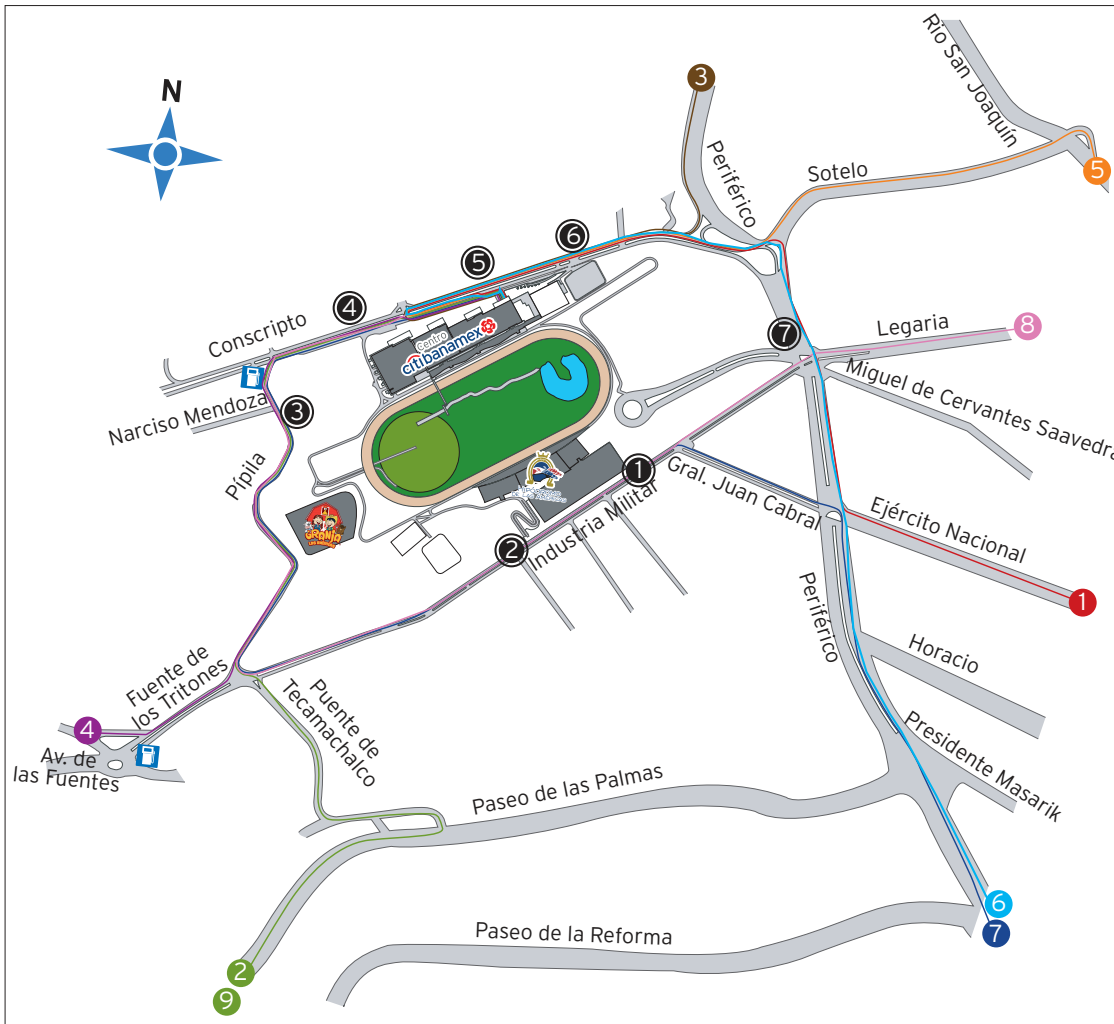 N
3
Rio San Joaquín
Periférico
Sotelo
5
6
5
4
Conscripto
7
Legaria
8
Centro
citibanamex
Miguel de Cervantes Saavedra
Narciso Mendoza
3
Pípila
1
Gral. Juan Cabral
Industria Militar
Ejército Nacional
GRANJA
2
1
Periférico
Horacio
Fuente de
los Tritones
Puente de
Tecamachalco
4
Av. de
las Fuentes
Presidente Masarik
Paseo de las Palmas
6
Paseo de la Reforma
7
2
9